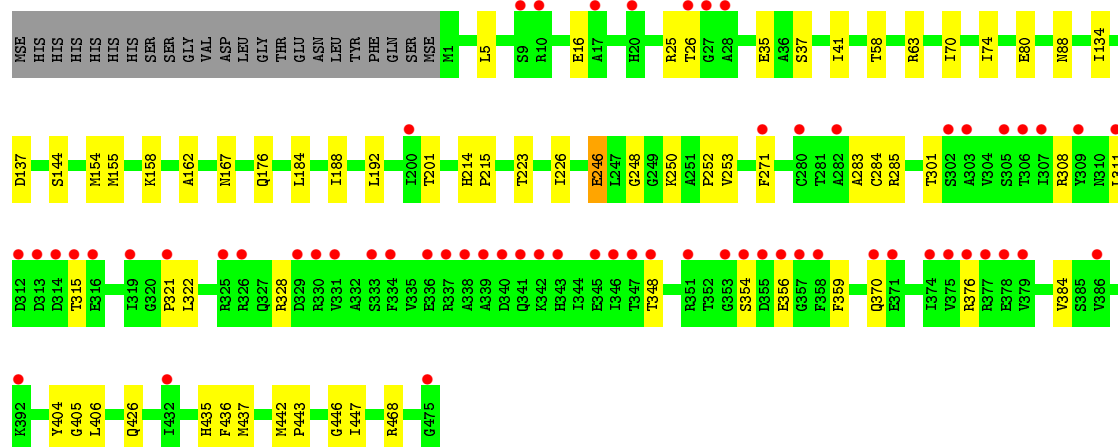 MSE HIS HIS HIS HIS HIS HIS SER SER GLY VAL ASP LEU GLY THR GLU ASN LEU TYR PHE GLN SER MSE M1 L5 S9 R10 E16 A17 H20 R25 T26 G27 A28 E35 A36 S37 I41 T58 R63 I70 I74 E80 N88 I134
D137 S144 M154 M155 K158 A162 N167 Q176 L184 I188 L192 I200 T201 H214 P215 T223 I226 E246 L247 G248 G249 K250 A251 P252 V253 F271 C280 T281 A282 A283 C284 R285 T301 S302 A303 V304 S305 T306 I307 R308 Y309 N310 I311
D312 D313 D314 T315 E316 I319 G320 P321 L322 R325 R326 Q327 R328 D329 R330 V331 A332 S333 F334 V335 E336 R337 A338 A339 D340 Q341 K342 H343 I344 E345 I346 T347 T348 R351 T352 G353 S354 D355 E356 G357 F358 F359 Q370 E371 I374 V375 R376 R377 E378 V379 V384 S385 V386
K392 Y404 G405 L406 Q426 I432 H435 F436 M437 M442 P443 G446 I447 R468 G475